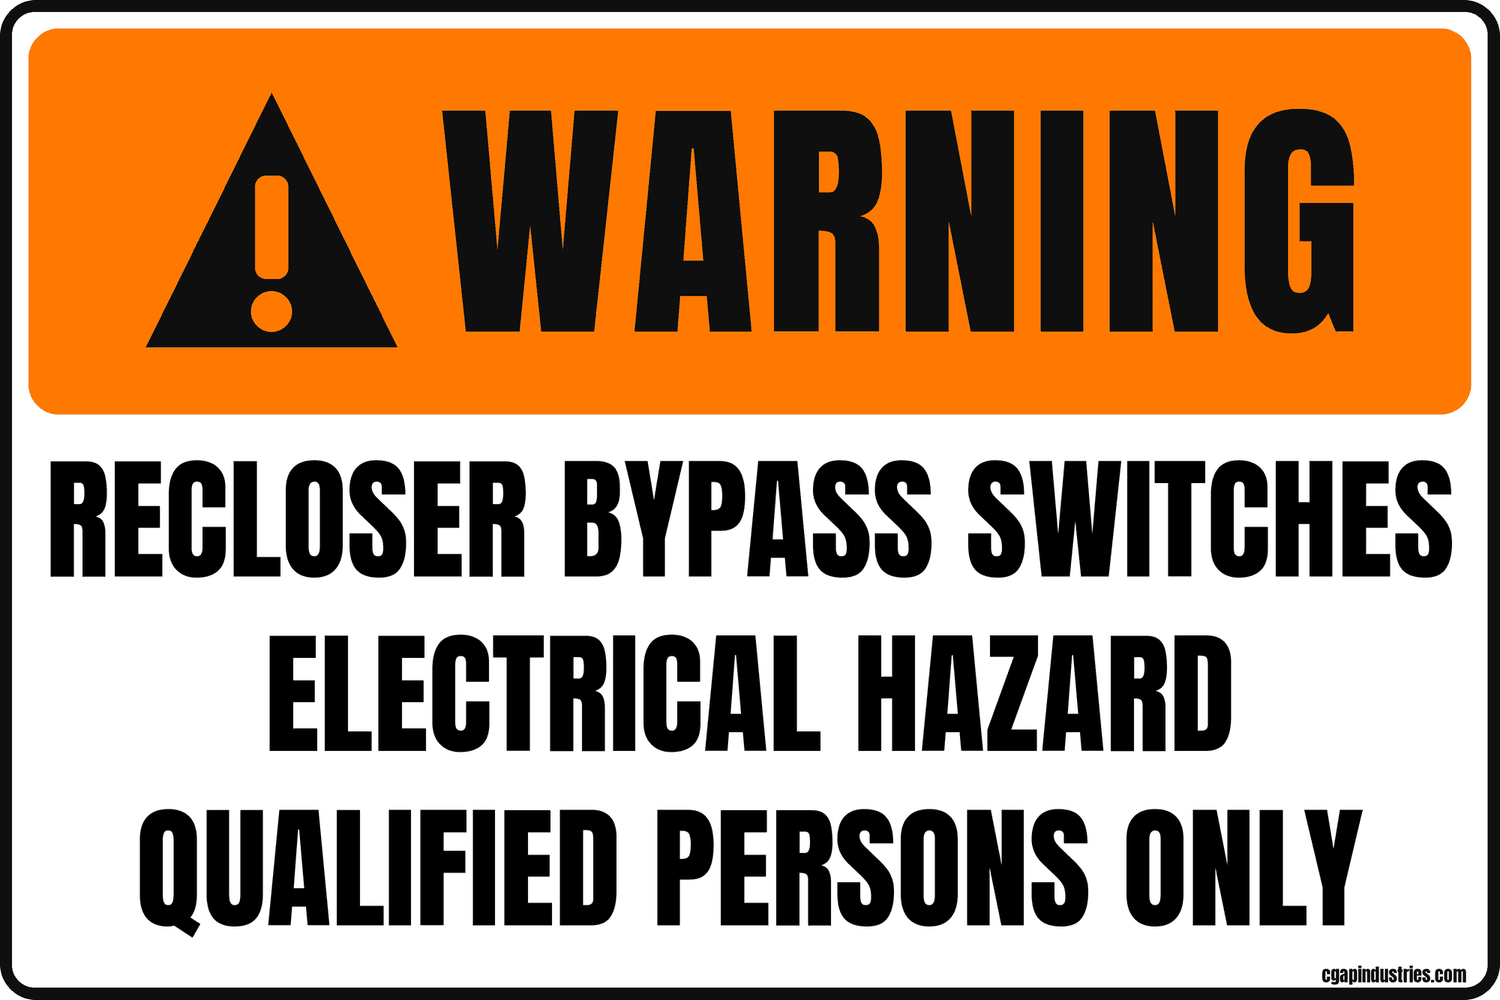 WARNING
RECLOSER BYPASS SWITCHES
ELECTRICAL HAZARD
QUALIFIED PERSONS ONLY
cgapindustries.com